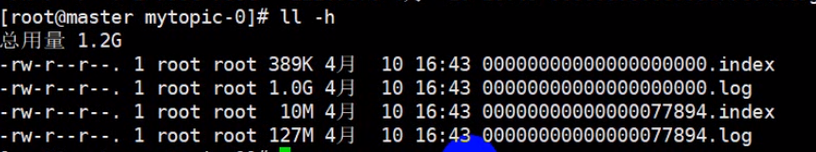 [root@master mytopic-0]# ll -h
总用量 1.2G
-rw-r--r--. 1 root root 389K 4月  10 16:43 00000000000000000000.index
-rw-r--r--. 1 root root 1.0G 4月  10 16:43 00000000000000000000.log
-rw-r--r--. 1 root root  10M 4月  10 16:43 00000000000000077894.index
-rw-r--r--. 1 root root 127M 4月  10 16:43 00000000000000077894.log